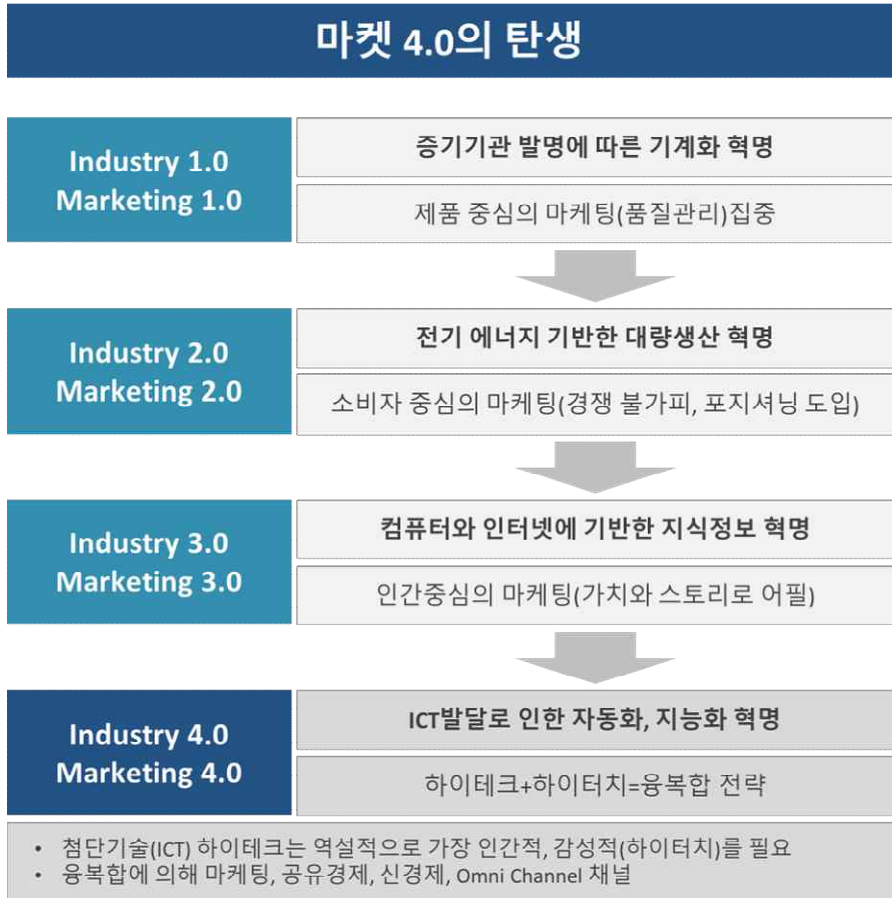 마켓 4.0의 탄생
Industry 1.0
Marketing 1.0
증기기관 발명에 따른 기계화 혁명
제품 중심의 마케팅(품질관리)집중
Industry 2.0
Marketing 2.0
전기 에너지 기반한 대량생산 혁명
소비자 중심의 마케팅(경쟁 불가피, 포지셔닝 도입)
Industry 3.0
Marketing 3.0
컴퓨터와 인터넷에 기반한 지식정보 혁명
인간중심의 마케팅(가치와 스토리로 어필)
Industry 4.0
Marketing 4.0
ICT발달로 인한 자동화, 지능화 혁명
하이테크+하이터치=융복합 전략
• 첨단기술(ICT) 하이테크는 역설적으로 가장 인간적, 감성적(하이터치)를 필요
• 융복합에 의해 마케팅, 공유경제, 신경제, Omni Channel 채널